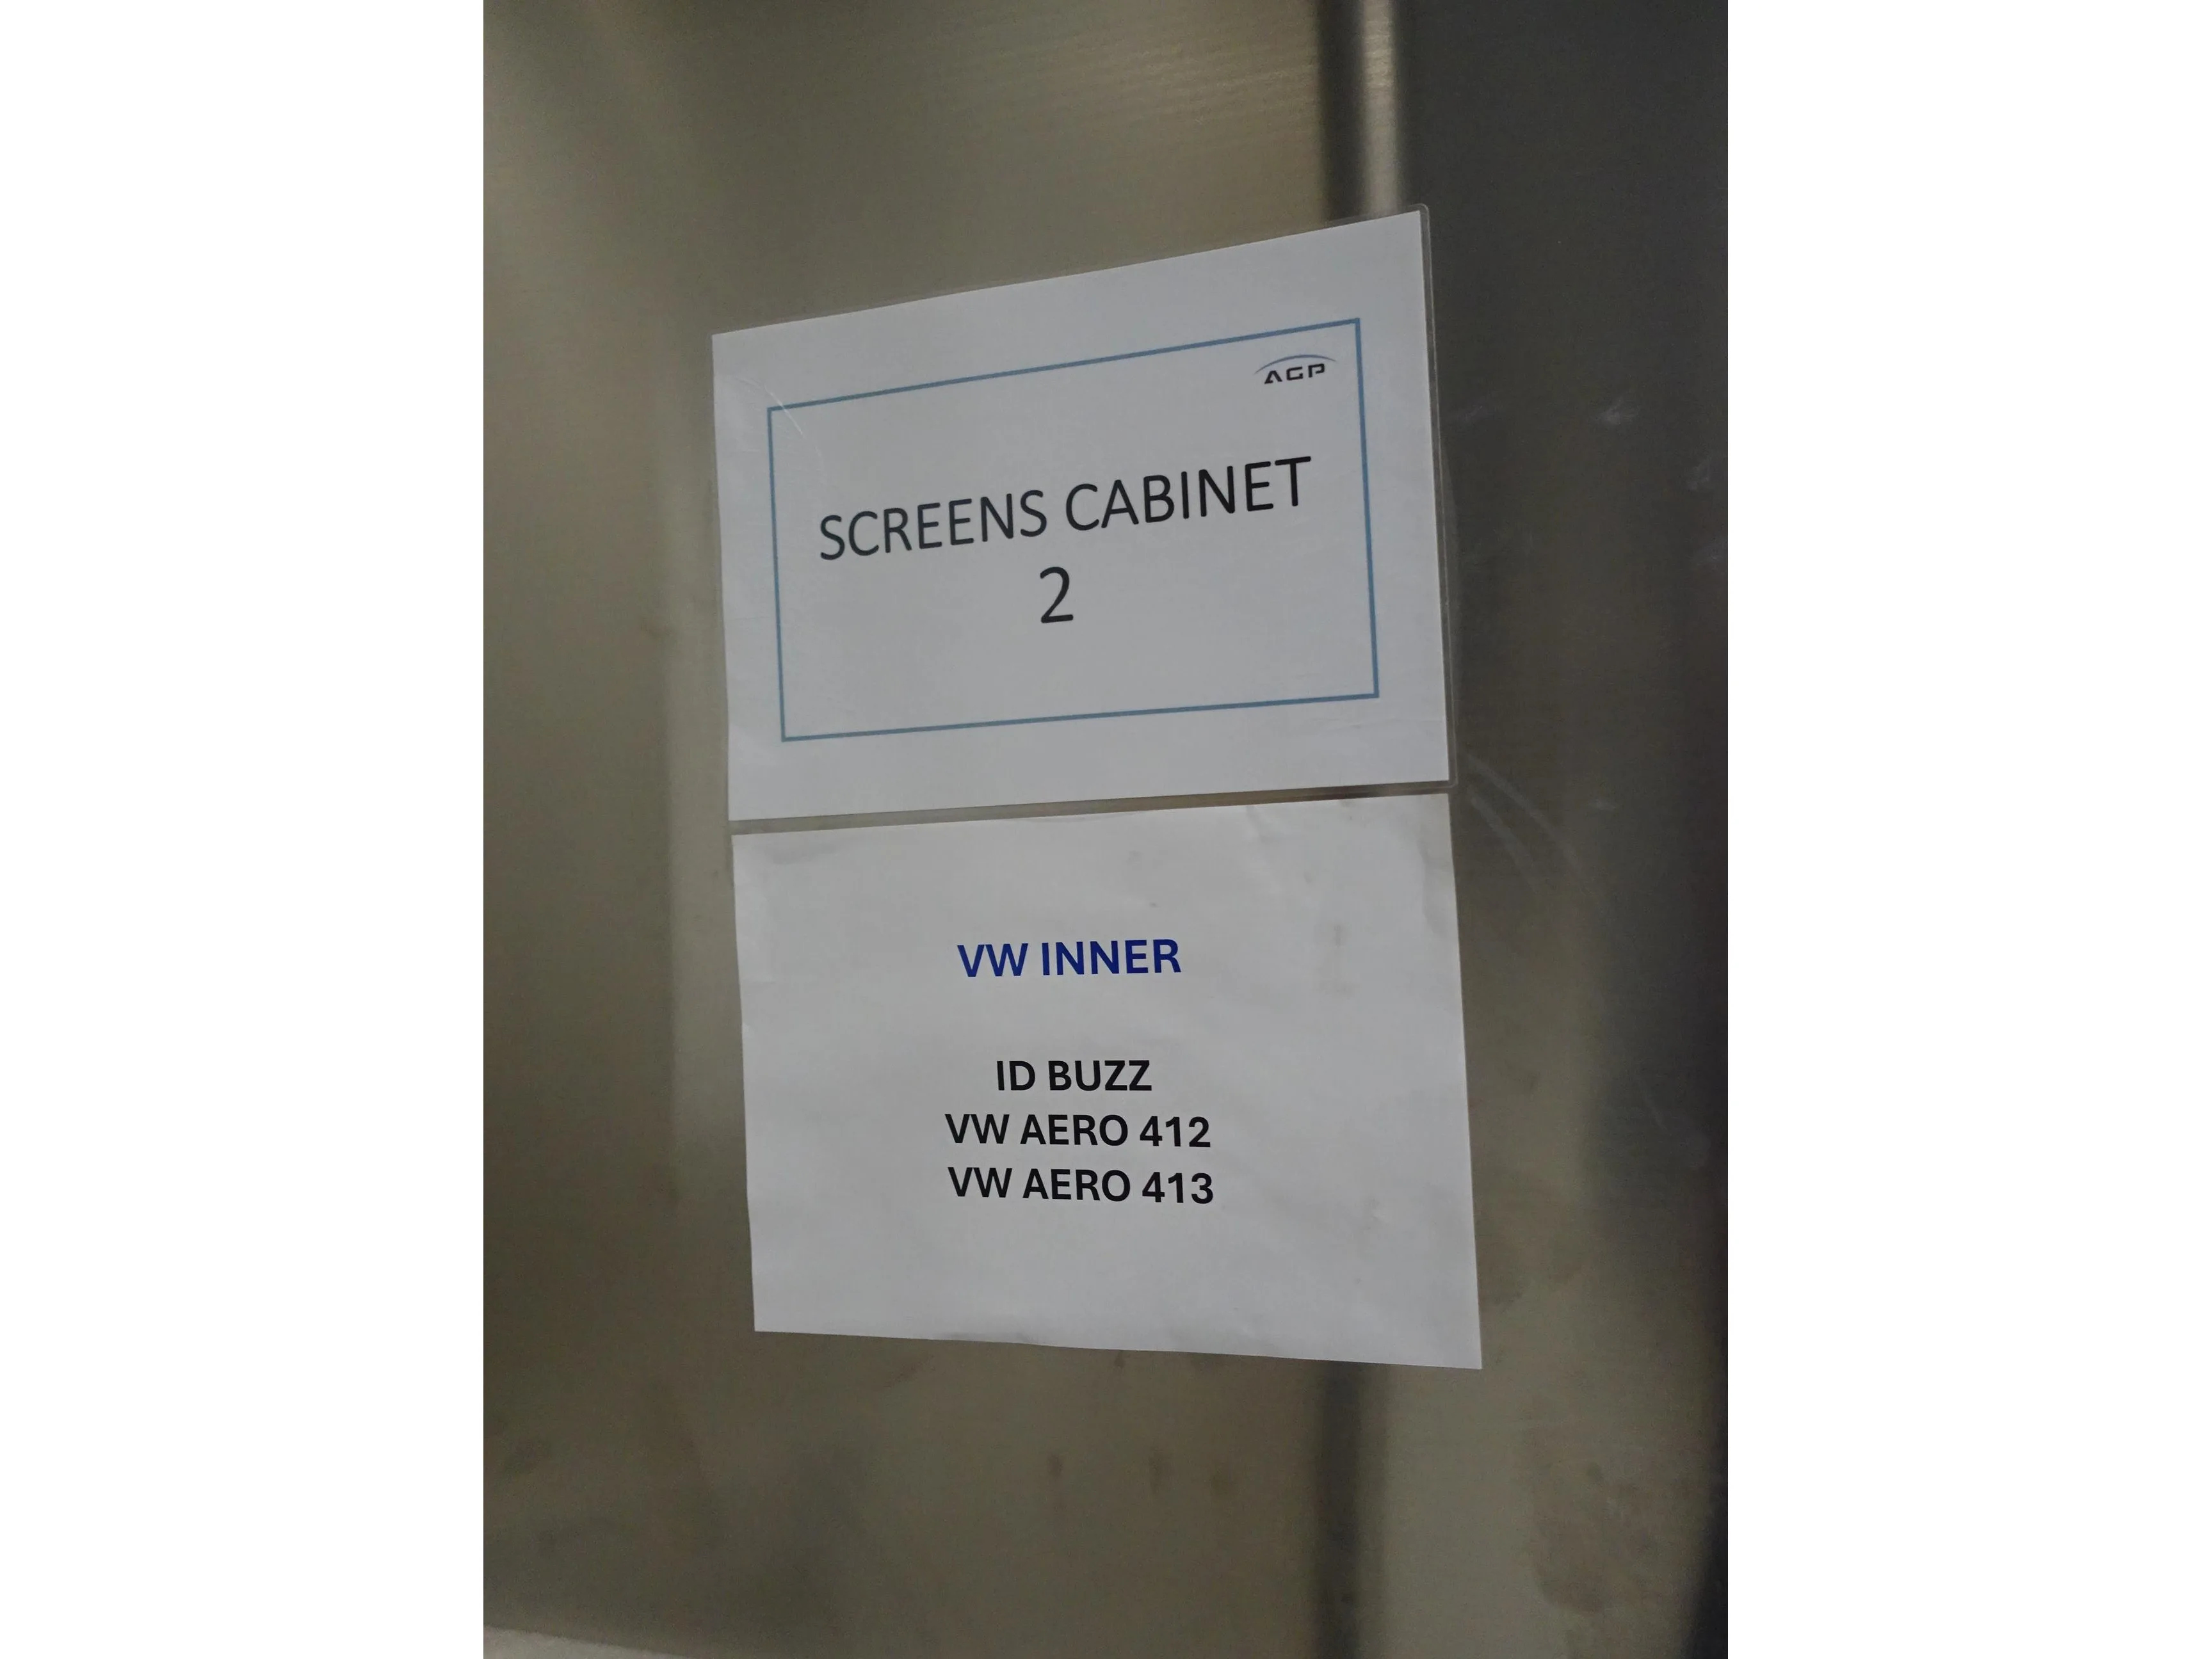 AGP
SCREENS CABINET
2
VW INNER
ID BUZZ
VW AERO 412
VW AERO 413